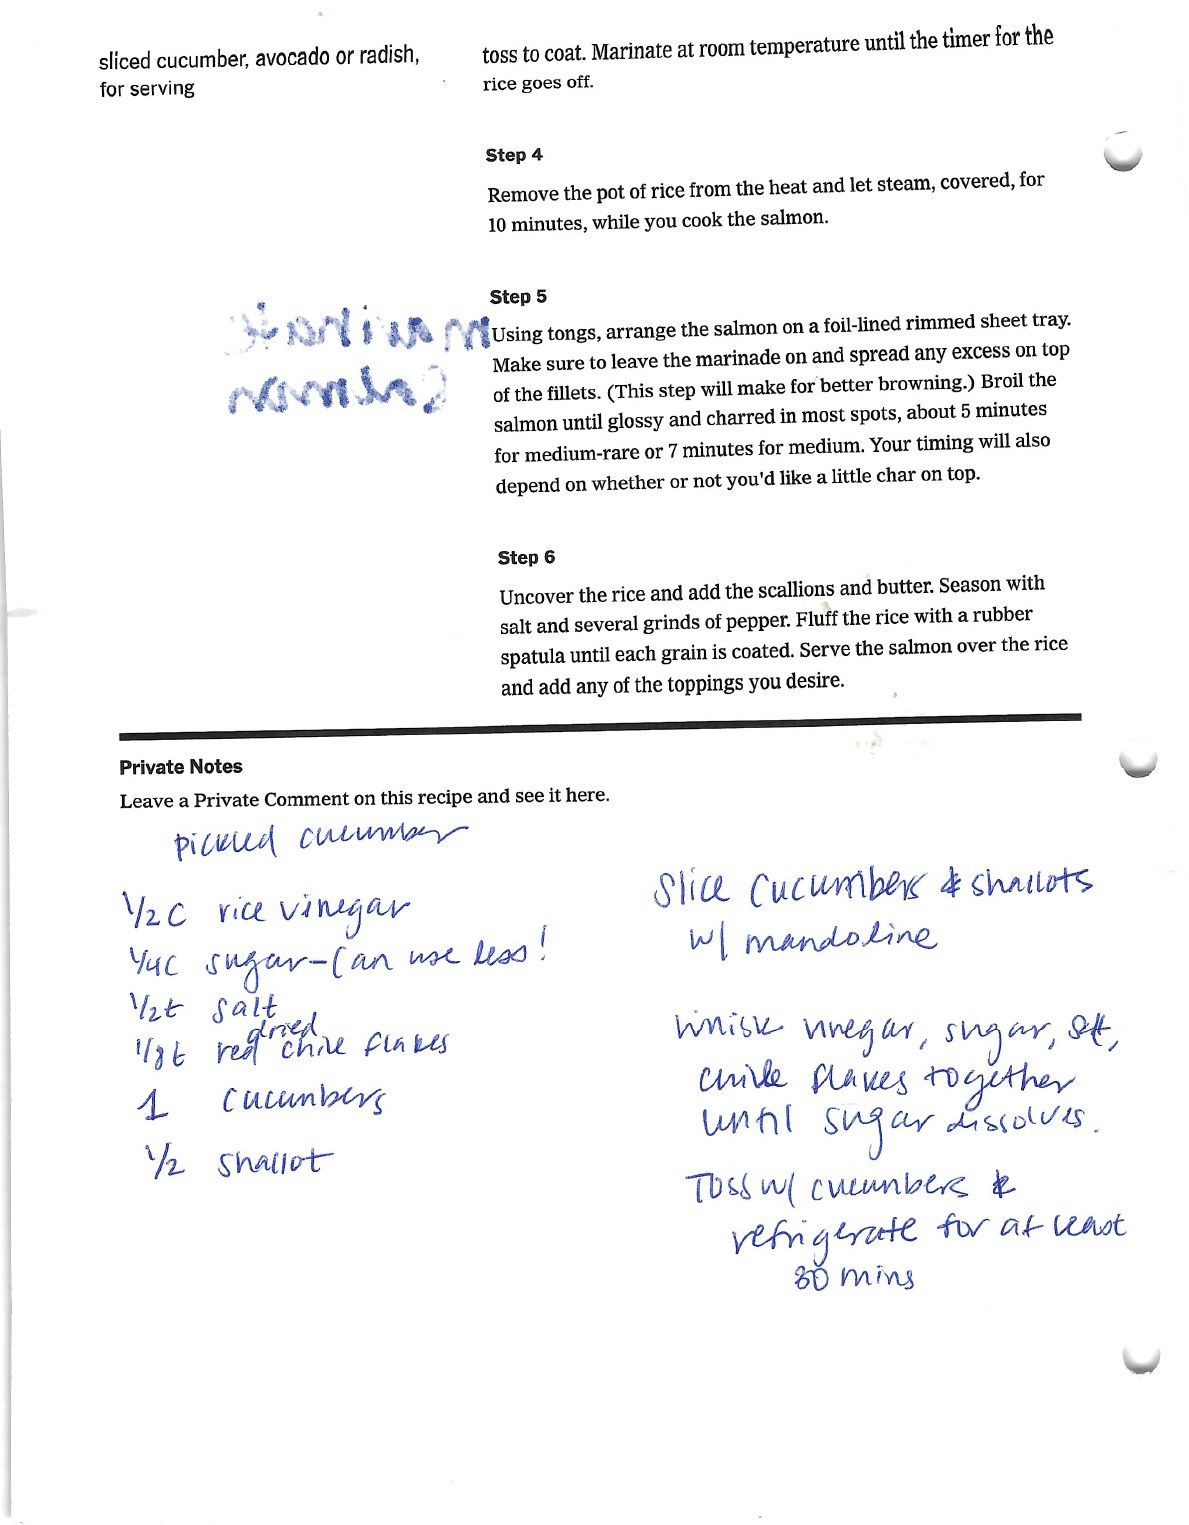 sliced cucumber, avocado or radish,
for serving
toss to coat. Marinate at room temperature until the timer for the
rice goes off.
Step 4
Remove the pot of rice from the heat and let steam, covered, for
10 minutes, while you cook the salmon.
Step 5
Using tongs, arrange the salmon on a foil-lined rimmed sheet tray.
Make sure to leave the marinade on and spread any excess on top
of the fillets. (This step will make for better browning.) Broil the
salmon until glossy and charred in most spots, about 5 minutes
for medium-rare or 7 minutes for medium. Your timing will also
depend on whether or not you'd like a little char on top.
Step 6
Uncover the rice and add the scallions and butter. Season with
salt and several grinds of pepper. Fluff the rice with a rubber
spatula until each grain is coated. Serve the salmon over the rice
and add any of the toppings you desire.
Private Notes
Leave a Private Comment on this recipe and see it here.
pickled cucumber
1/2 C rice vinegar
1/4 C sugar - Can use less!
1/2 t salt
1/8 t red dried chile flakes
1 cucumbers
1/2 shallot
Slice cucumbers & shallots
w/ mandoline
Whisk vinegar, sugar,
chile flakes together
until sugar dissolves.
Toss w/ cucumbers &
refrigerate for at least
30 mins